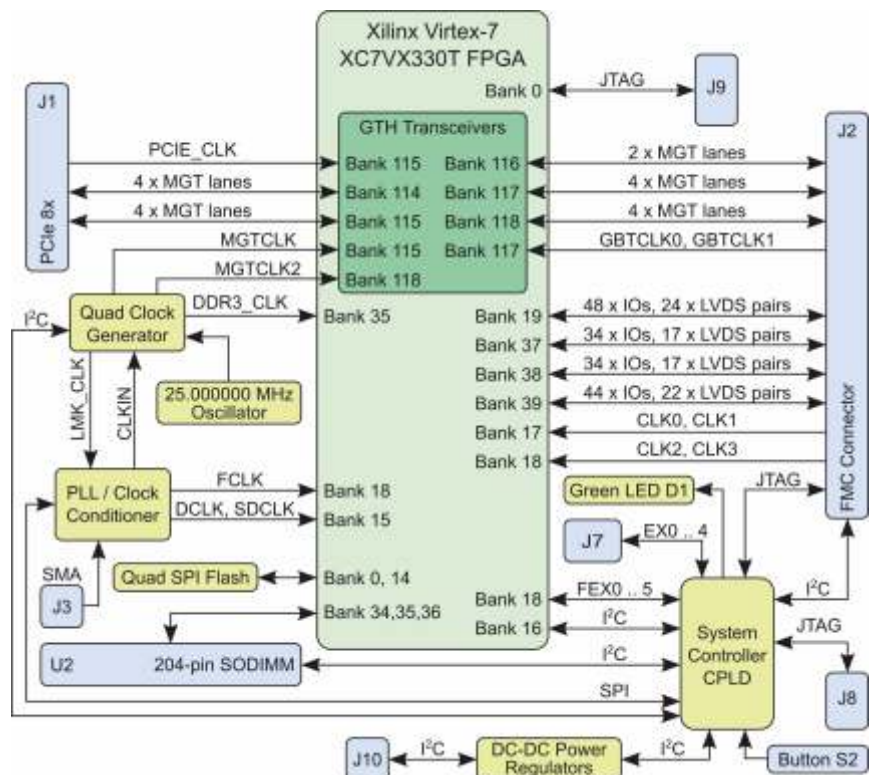 Xilinx Virtex-7
XC7VX330T FPGA
Bank 0
JTAG
J9
J1
PCIe 8x
J2
FMC Connector
GTH Transceivers
PCIE_CLK
Bank 115
Bank 116
2 x MGT lanes
4 x MGT lanes
Bank 114
Bank 117
4 x MGT lanes
4 x MGT lanes
Bank 115
Bank 118
4 x MGT lanes
MGTCLK
Bank 115
Bank 117
GBTCLK0, GBTCLK1
MGTCLK2
Bank 118
I²C
Quad Clock
Generator
DDR3_CLK
Bank 35
Bank 19
48 x IOs, 24 x LVDS pairs
Bank 37
34 x IOs, 17 x LVDS pairs
Bank 38
34 x IOs, 17 x LVDS pairs
Bank 39
44 x IOs, 22 x LVDS pairs
LMK_CLK
CLKIN
25.000000 MHz
Oscillator
Bank 17
CLK0, CLK1
Bank 18
CLK2, CLK3
PLL / Clock
Conditioner
FCLK
Bank 18
DCLK, SDCLK
Bank 15
Green LED D1
JTAG
J7
EX0 .. 4
SMA
J3
Quad SPI Flash
Bank 0, 14
Bank 34,35,36
Bank 18
FEX0 .. 5
Bank 16
I²C
I²C
System
Controller
CPLD
JTAG
J8
U2
204-pin SODIMM
I²C
SPI
J10
I²C
DC-DC Power
Regulators
I²C
Button S2